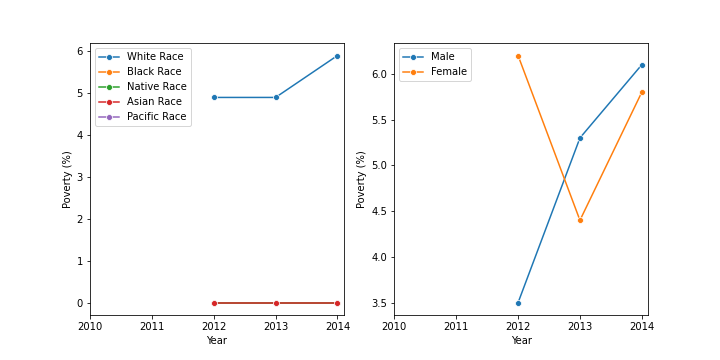 White Race
Black Race
Native Race
Asian Race
Pacific Race
6
5
4
3
2
1
0
Poverty (%)
2010 2011 2012 2013 2014
Year
Male
Female
6.0
5.5
5.0
4.5
4.0
3.5
Poverty (%)
2010 2011 2012 2013 2014
Year